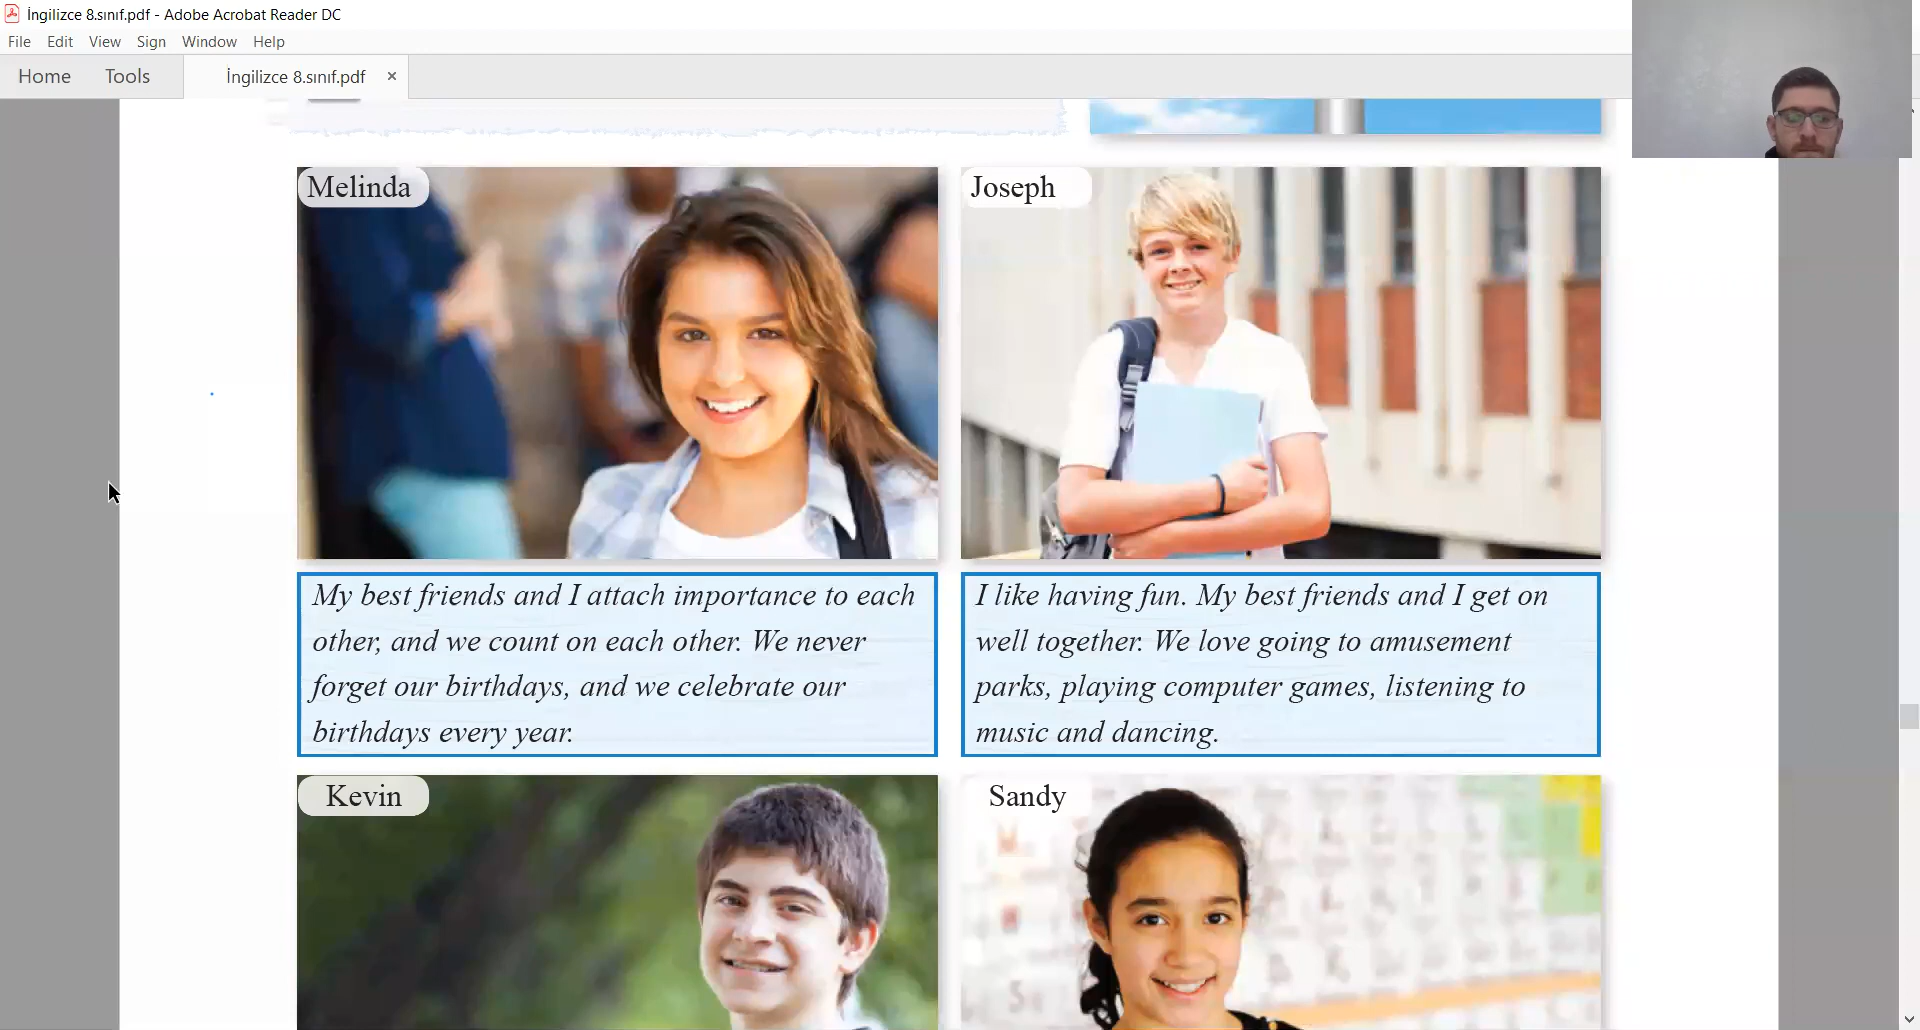 İngilizce 8.sınıf.pdf - Adobe Acrobat Reader DC
File Edit View Sign Window Help
Home Tools İngilizce 8.sınıf.pdf ×
Melinda
My best friends and I attach importance to each
other, and we count on each other. We never
forget our birthdays, and we celebrate our
birthdays every year.
Joseph
I like having fun. My best friends and I get on
well together. We love going to amusement
parks, playing computer games, listening to
music and dancing.
Kevin
Sandy